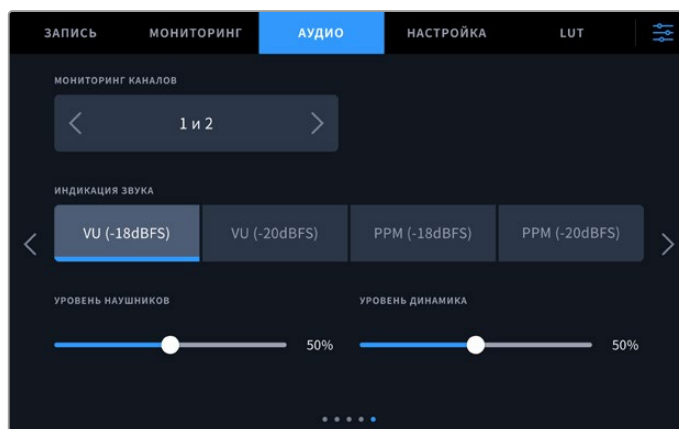 ЗАПИСЬ МОНИТОРИНГ АУДИО НАСТРОЙКА LUT
МОНИТОРИНГ КАНАЛОВ
1 и 2
ИНДИКАЦИЯ ЗВУКА
VU (-18dBFS) VU (-20dBFS) PPM (-18dBFS) PPM (-20dBFS)
УРОВЕНЬ НАУШНИКОВ УРОВЕНЬ ДИНАМИКА
50% 50%